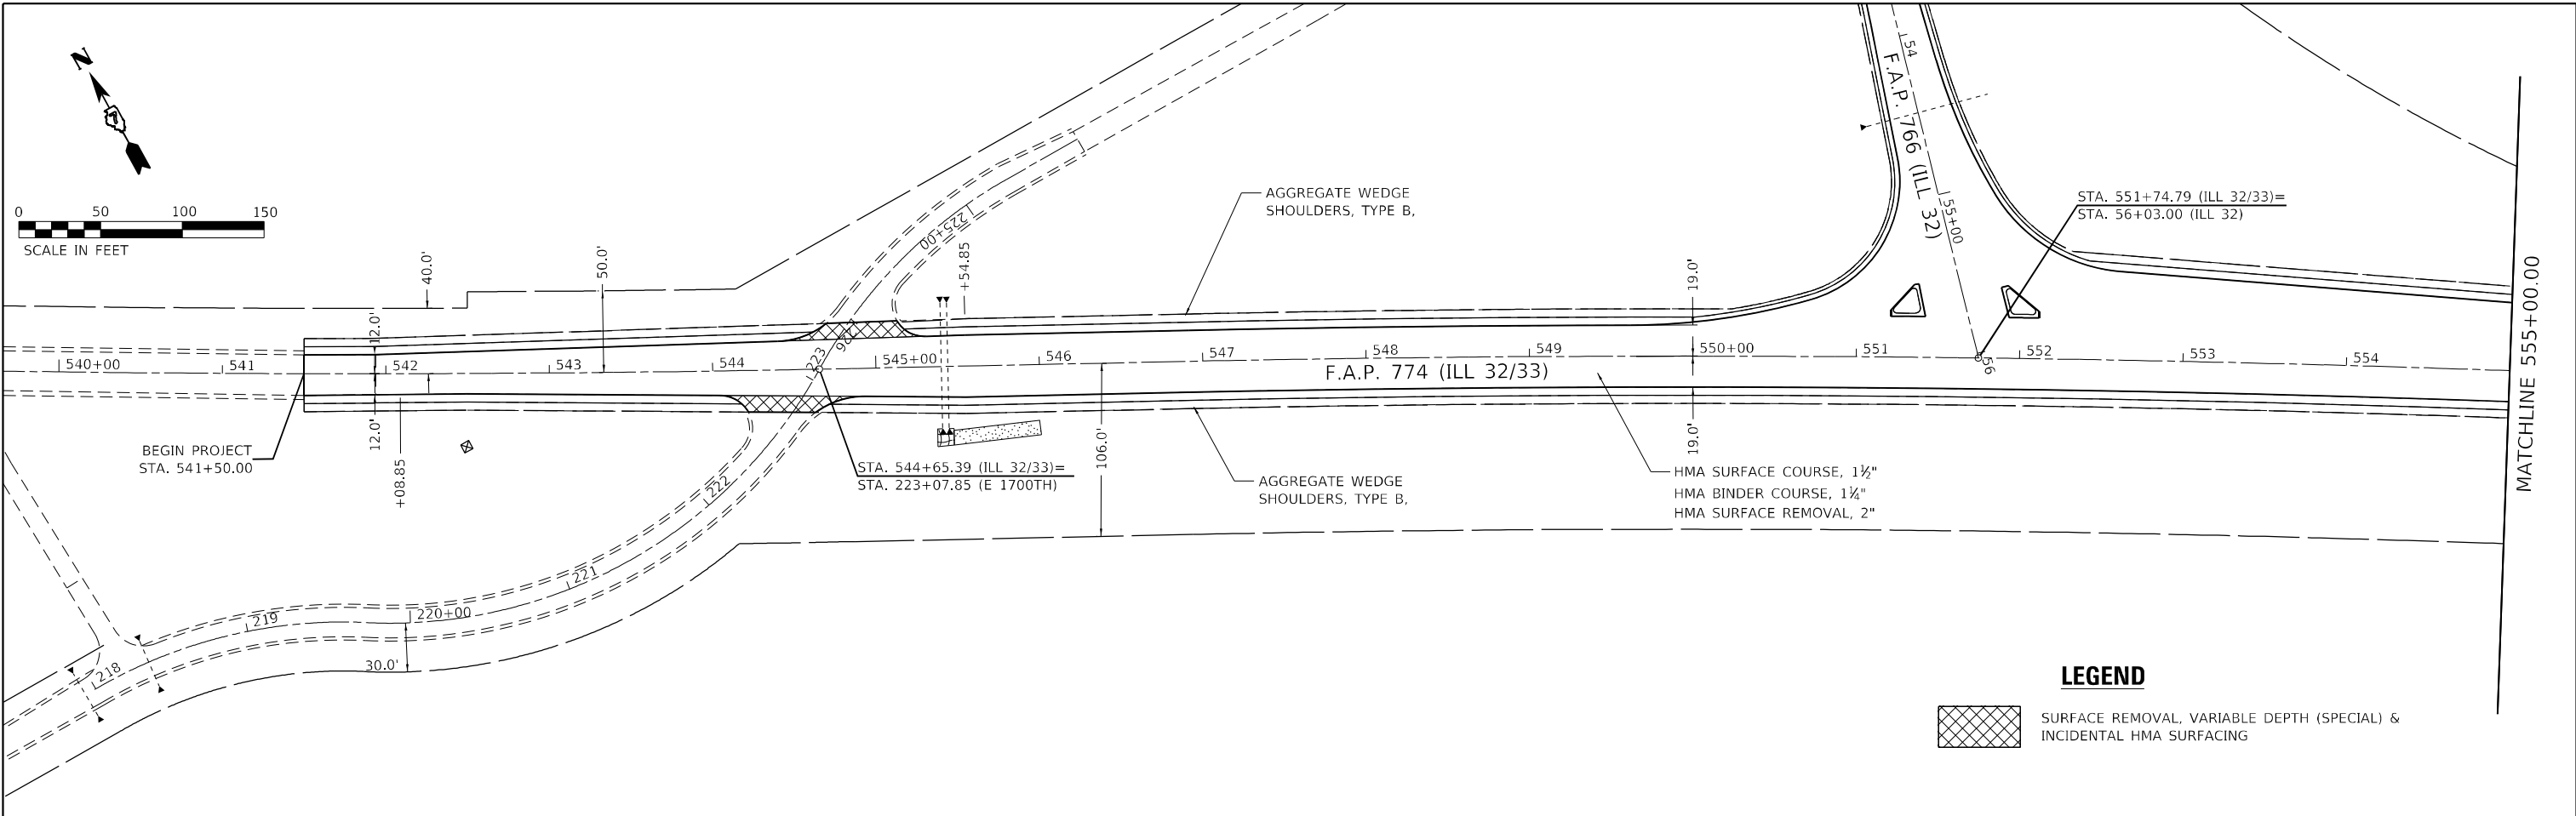 N
0 50 100 150
SCALE IN FEET
40.0'
50.0'
12.0'
12.0'
+08.85
BEGIN PROJECT
STA. 541+50.00
540+00 541 542 543 544 545+00 546 547 548 549 550+00 551 552 553 554
218 219 220+00 221 222 223
225+00
226
30.0'
+54.85
106.0'
STA. 544+65.39 (ILL 32/33)=
STA. 223+07.85 (E 1700TH)
AGGREGATE WEDGE
SHOULDERS, TYPE B,
AGGREGATE WEDGE
SHOULDERS, TYPE B,
F.A.P. 774 (ILL 32/33)
19.0'
19.0'
HMA SURFACE COURSE, 1½"
HMA BINDER COURSE, 1¼"
HMA SURFACE REMOVAL, 2"
54
F.A.P. 766 (ILL 32)
55+00
56
STA. 551+74.79 (ILL 32/33)=
STA. 56+03.00 (ILL 32)
MATCHLINE 555+00.00
LEGEND
SURFACE REMOVAL, VARIABLE DEPTH (SPECIAL) &
INCIDENTAL HMA SURFACING